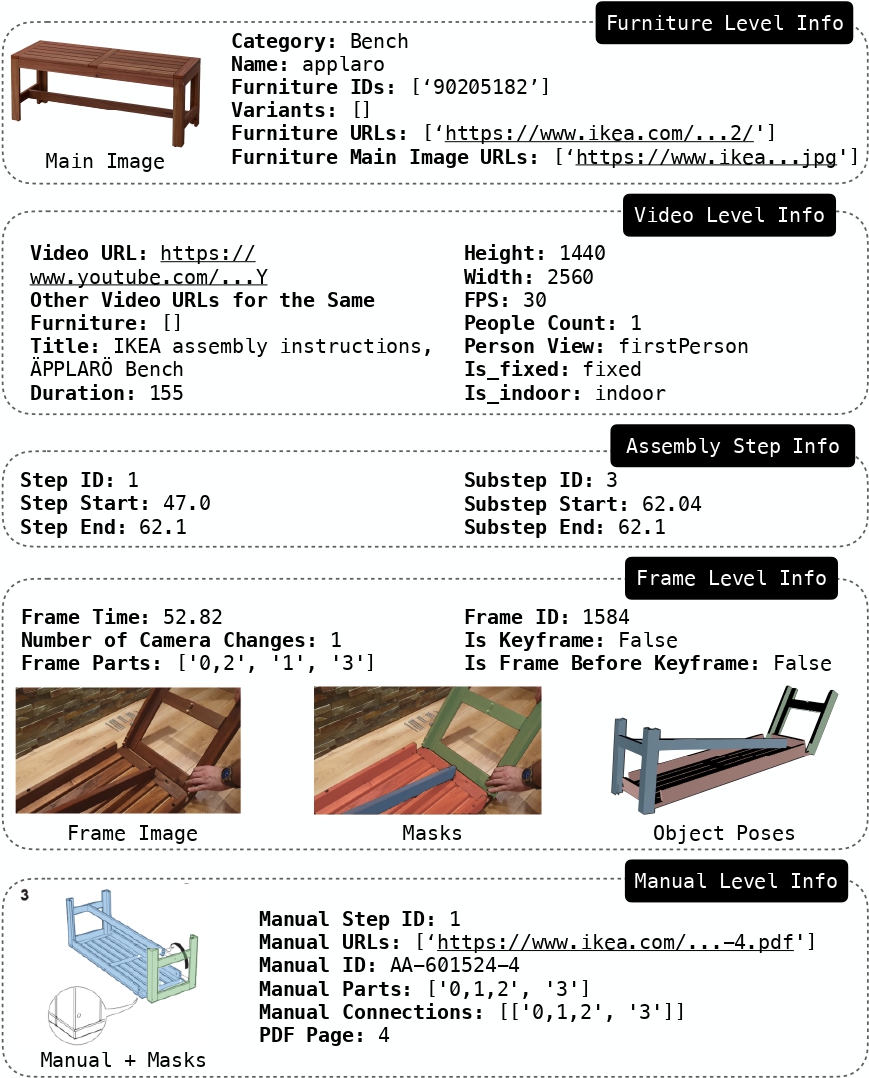 Furniture Level Info
Category: Bench
Name: applaro
Furniture IDs: [‘90205182’]
Variants: []
Furniture URLs: [‘https://www.ikea.com/...2/']
Furniture Main Image URLs: [‘https://www.ikea...jpg']
Main Image
Video Level Info
Video URL: https://
www.youtube.com/...Y
Other Video URLs for the Same
Furniture: []
Title: IKEA assembly instructions,
ÄPPLARÖ Bench
Duration: 155
Height: 1440
Width: 2560
FPS: 30
People Count: 1
Person View: firstPerson
Is_fixed: fixed
Is_indoor: indoor
Assembly Step Info
Step ID: 1
Step Start: 47.0
Step End: 62.1
Substep ID: 3
Substep Start: 62.04
Substep End: 62.1
Frame Level Info
Frame Time: 52.82
Number of Camera Changes: 1
Frame Parts: ['0,2', '1', '3']
Frame ID: 1584
Is Keyframe: False
Is Frame Before Keyframe: False
Frame Image
Masks
Object Poses
Manual Level Info
3
Manual + Masks
Manual Step ID: 1
Manual URLs: [‘https://www.ikea.com/...–4.pdf']
Manual ID: AA–601524–4
Manual Parts: ['0,1,2', '3']
Manual Connections: [['0,1,2', '3']]
PDF Page: 4